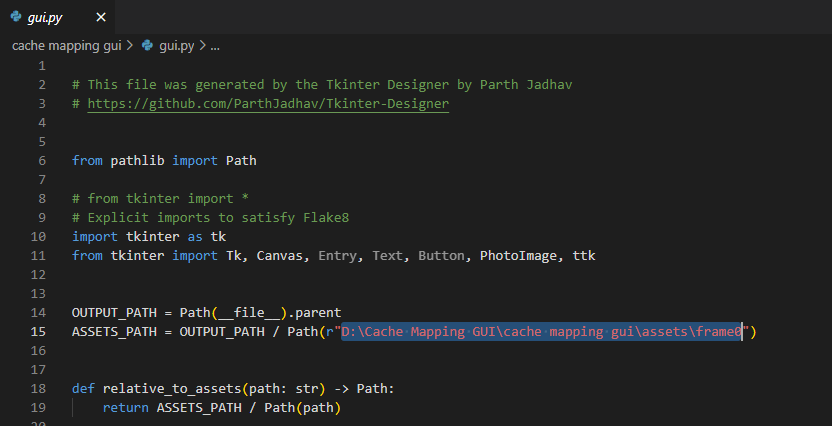 gui.py
cache mapping gui > gui.py > ...
1
2 # This file was generated by the Tkinter Designer by Parth Jadhav
3 # https://github.com/ParthJadhav/Tkinter-Designer
4
5
6 from pathlib import Path
7
8 # from tkinter import *
9 # Explicit imports to satisfy Flake8
10 import tkinter as tk
11 from tkinter import Tk, Canvas, Entry, Text, Button, PhotoImage, ttk
12
13
14 OUTPUT_PATH = Path(__file__).parent
15 ASSETS_PATH = OUTPUT_PATH / Path(r"D:\Cache Mapping GUI\cache mapping gui\assets\frame0")
16
17
18 def relative_to_assets(path: str) -> Path:
19     return ASSETS_PATH / Path(path)
20